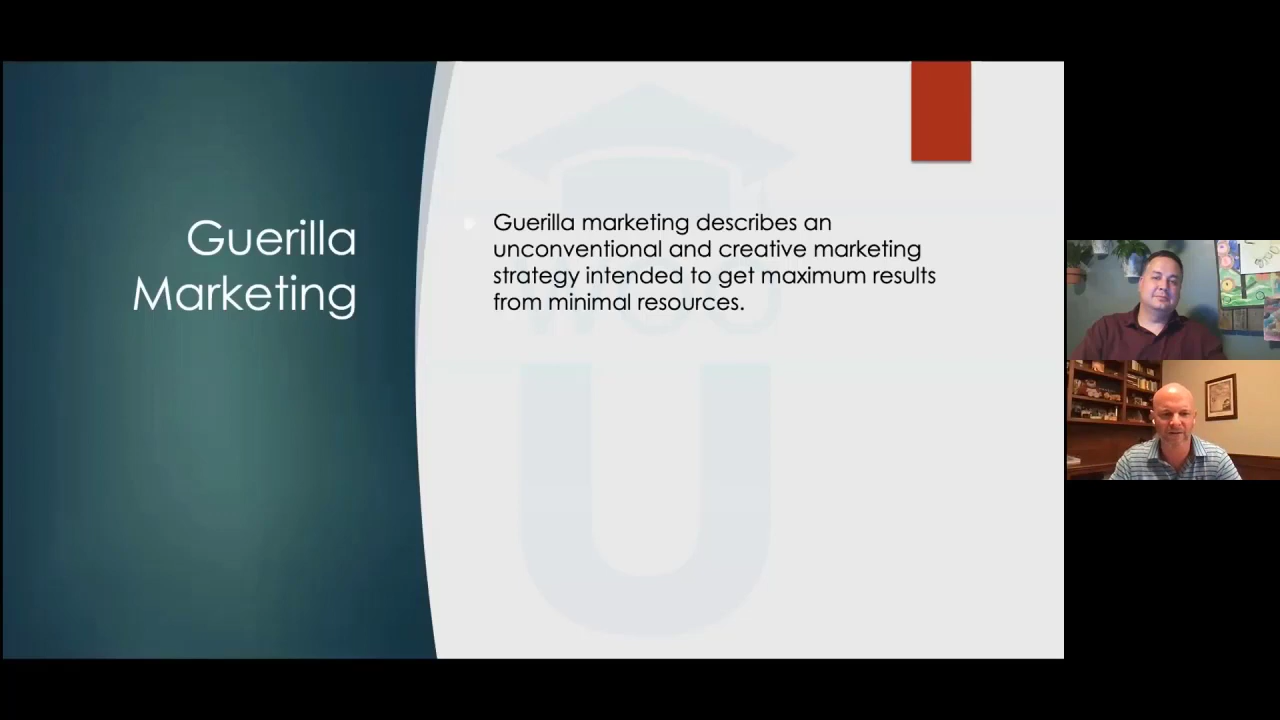 Guerilla
Marketing
Guerilla marketing describes an
unconventional and creative marketing
strategy intended to get maximum results
from minimal resources.